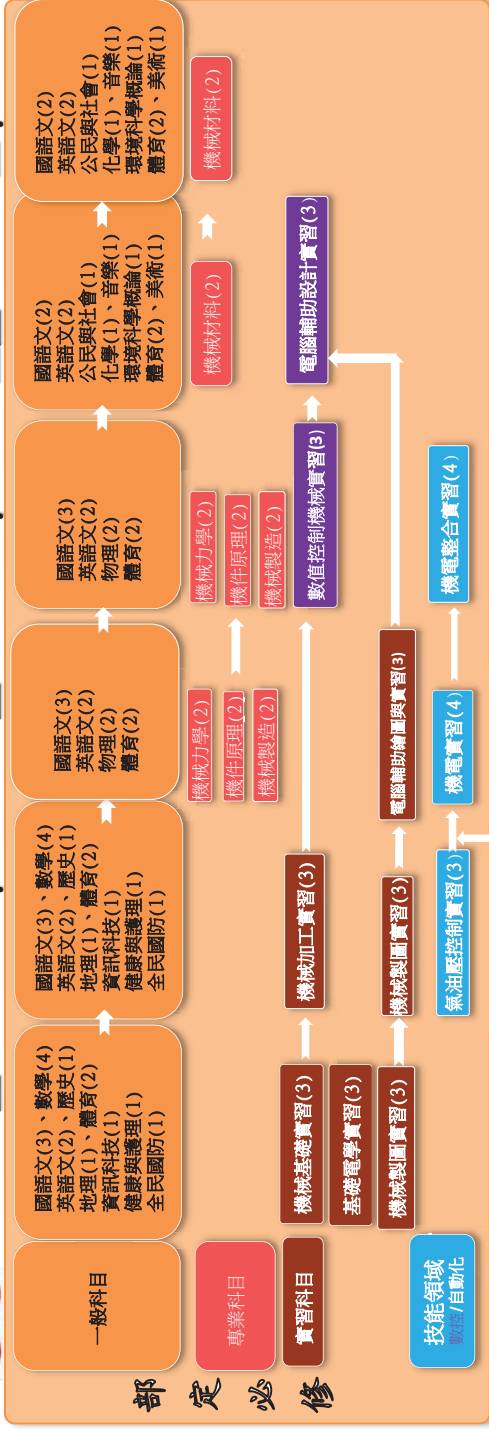 部定必修
一般科目
國語文(3)、數學(4)
英語文(2)、歷史(1)
地理(1)、體育(2)
資訊科技(1)
健康與護理(1)
全民國防(1)
國語文(3)、數學(4)
英語文(2)、歷史(1)
地理(1)、體育(2)
資訊科技(1)
健康與護理(1)
全民國防(1)
國語文(3)
英語文(2)
物理(2)
體育(2)
國語文(3)
英語文(2)
物理(2)
體育(2)
國語文(2)
英語文(2)
公民與社會(1)
化學(1)、音樂(1)
環境科學概論(1)
體育(2)、美術(1)
國語文(2)
英語文(2)
公民與社會(1)
化學(1)、音樂(1)
環境科學概論(1)
體育(2)、美術(1)
專業科目
機械力學(2)
機件原理(2)
機械製造(2)
機械力學(2)
機件原理(2)
機械製造(2)
機械材料(2)
機械材料(2)
實習科目
機械基礎實習(3)
基礎電學實習(3)
機械製圖實習(3)
機械加工實習(3)
機械製圖實習(3)
電腦輔助繪圖與實習(3)
數值控制機械實習(3)
電腦輔助設計實習(3)
技能領域
數控/自動化
氣油壓控制實習(3)
機電實習(4)
機電整合實習(4)